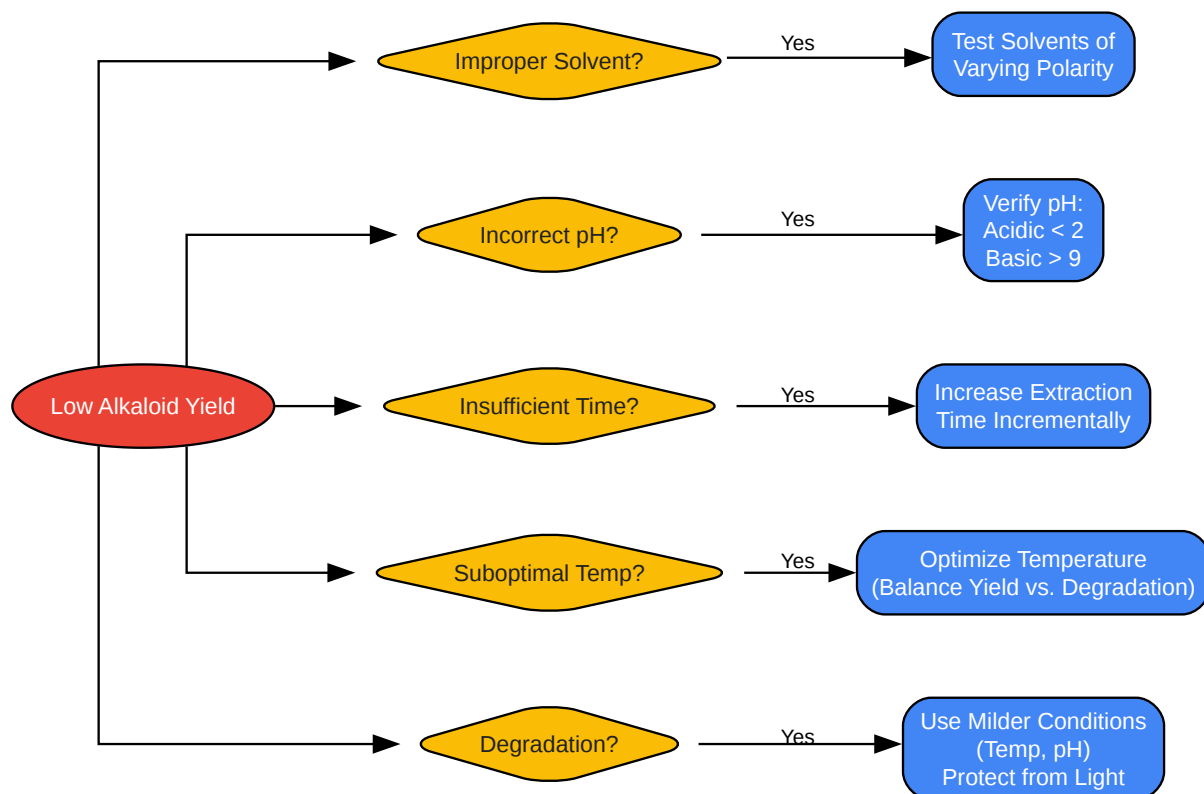 Improper Solvent?
Yes
Test Solvents of
Varying Polarity
Incorrect pH?
Yes
Verify pH:
Acidic < 2
Basic > 9
Low Alkaloid Yield
Insufficient Time?
Yes
Increase Extraction
Time Incrementally
Suboptimal Temp?
Yes
Optimize Temperature
(Balance Yield vs. Degradation)
Degradation?
Yes
Use Milder Conditions
(Temp, pH)
Protect from Light